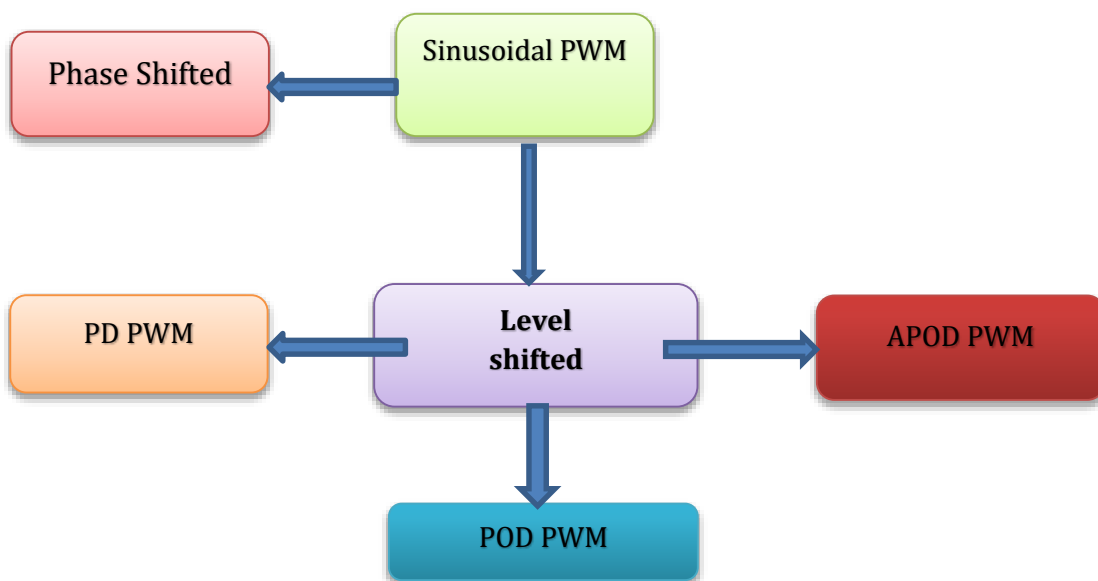 Phase Shifted
Sinusoidal PWM
PD PWM
Level
shifted
APOD PWM
POD PWM